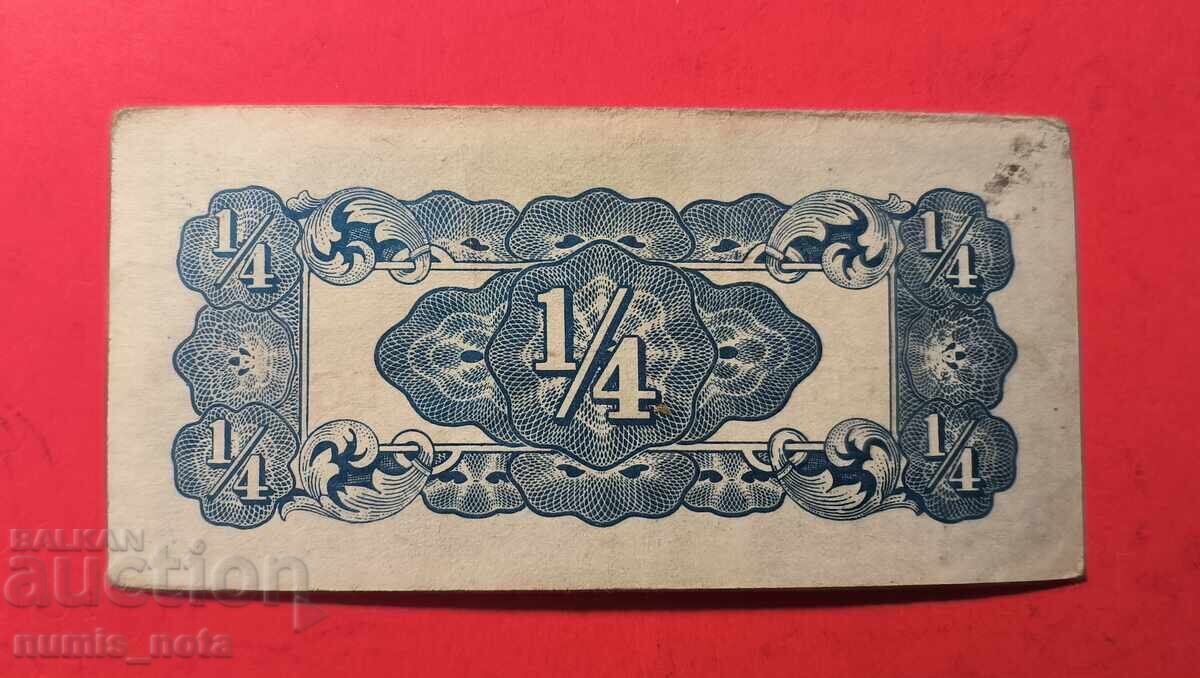 1/4 1/4
1/4
1/4 1/4
BALKAN
auction
numis_nota